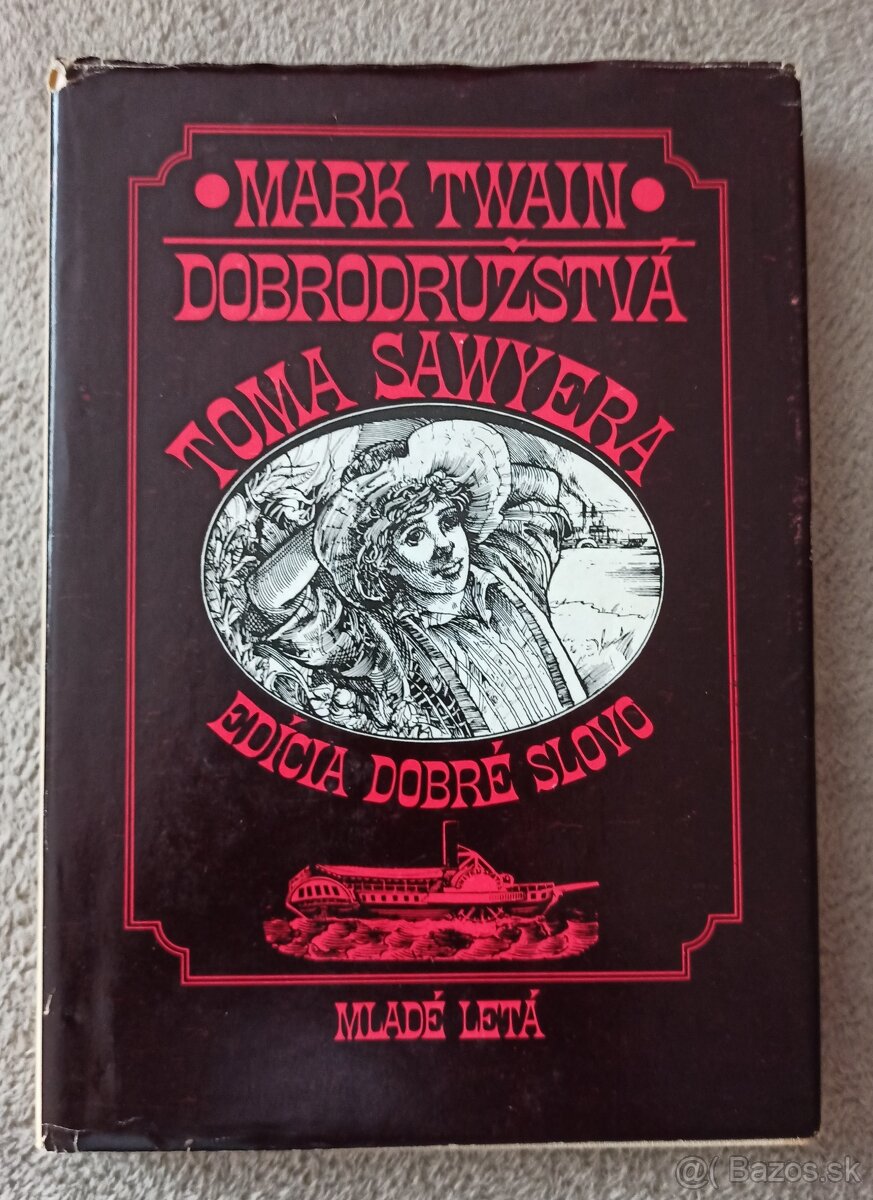 MARK TWAIN
DOBRODRUŽSTVÁ
TOMA SAWYERA
EDÍCIA DOBRÉ SLOVO
MLADÉ LETÁ
@( Bazos.sk